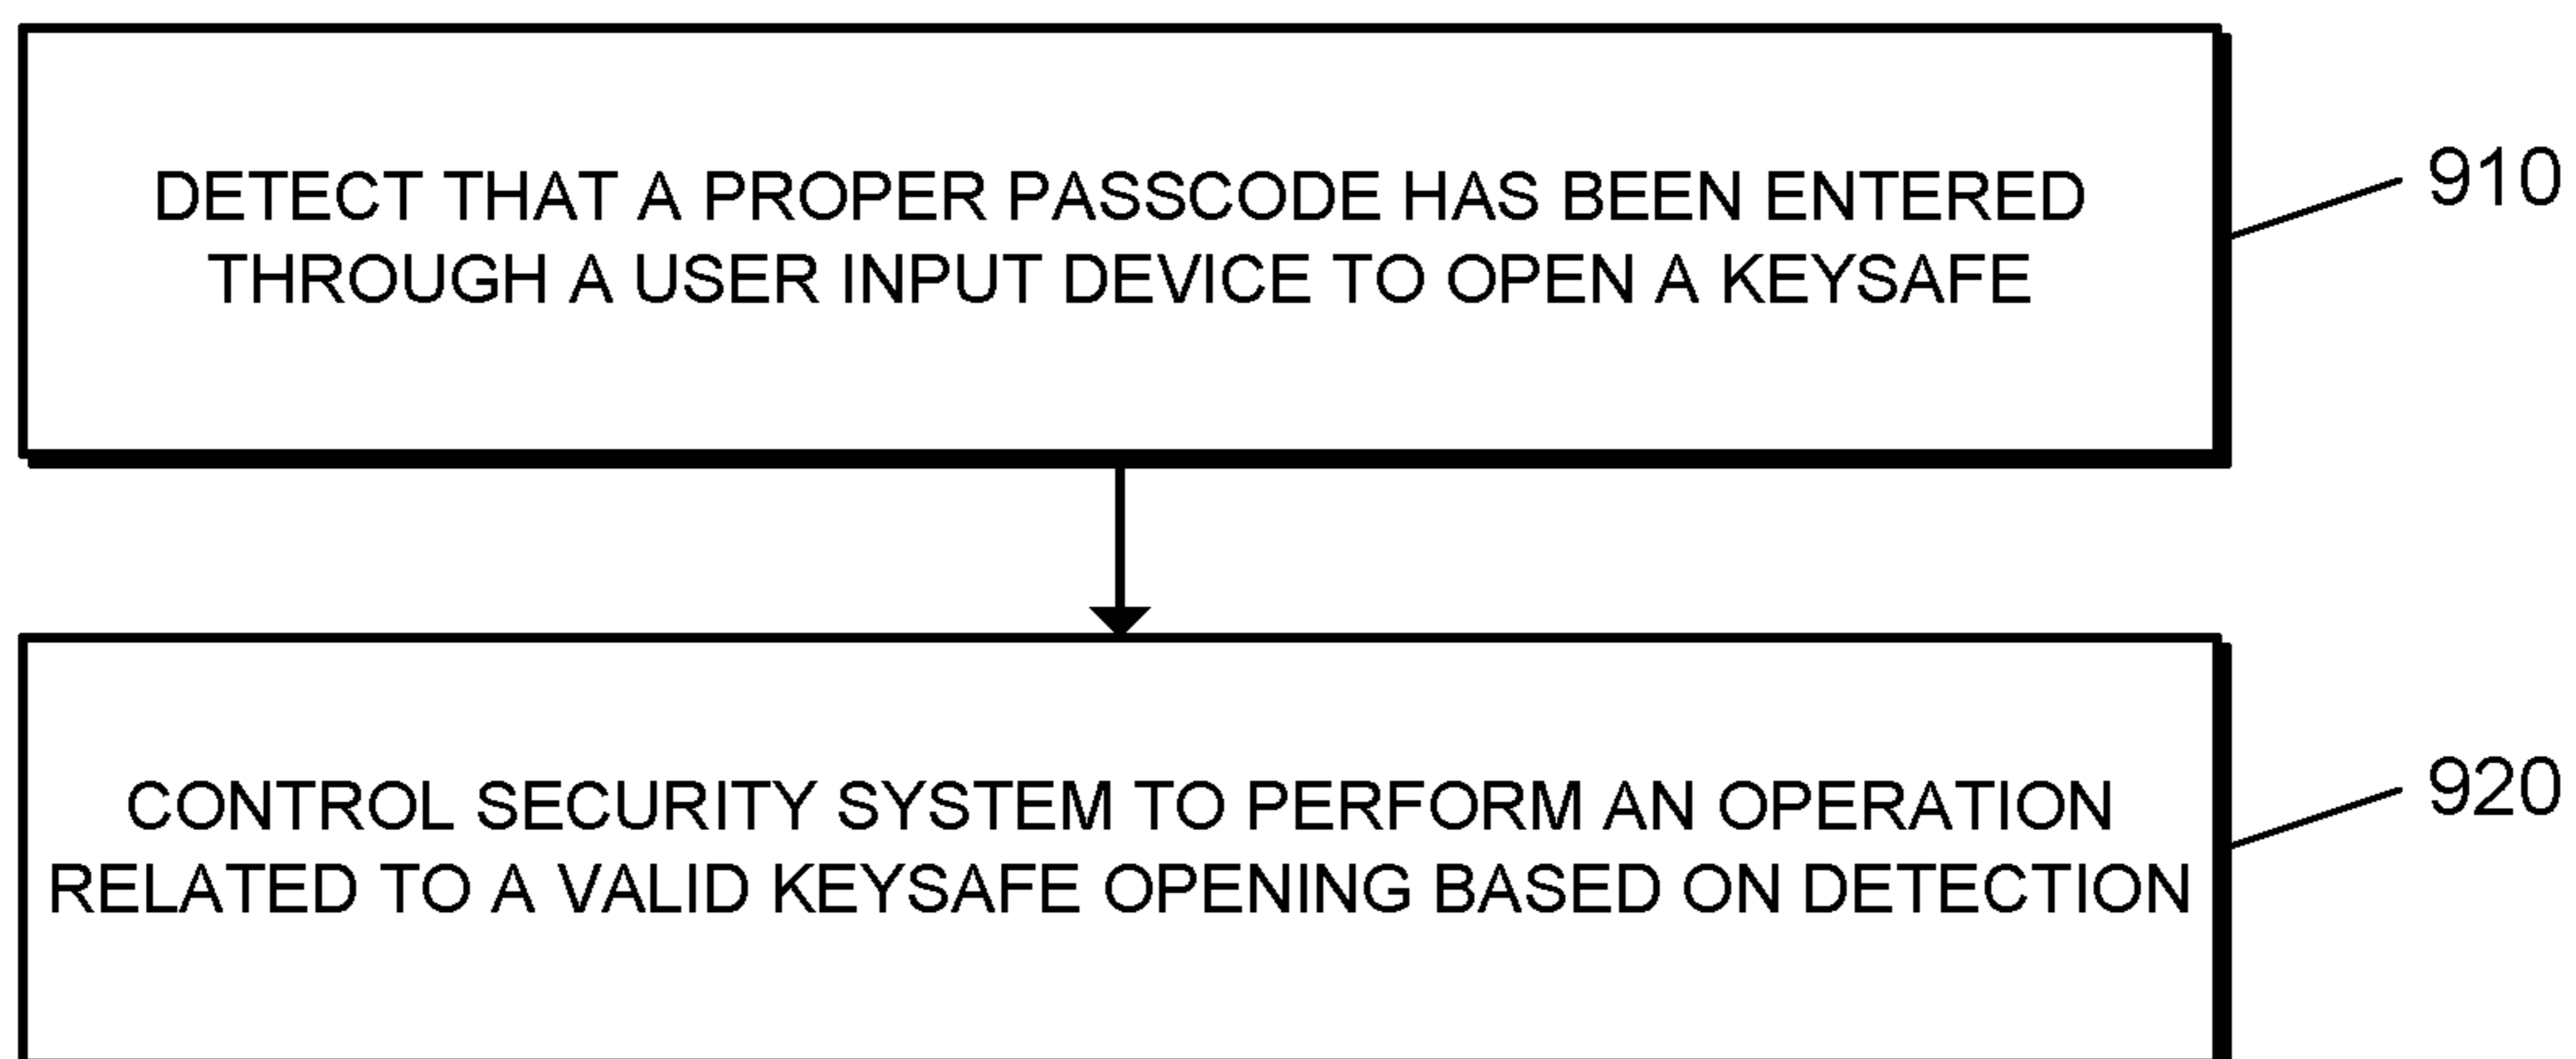 DETECT THAT A PROPER PASSCODE HAS BEEN ENTERED
THROUGH A USER INPUT DEVICE TO OPEN A KEYSAFE
910
CONTROL SECURITY SYSTEM TO PERFORM AN OPERATION
RELATED TO A VALID KEYSAFE OPENING BASED ON DETECTION
920